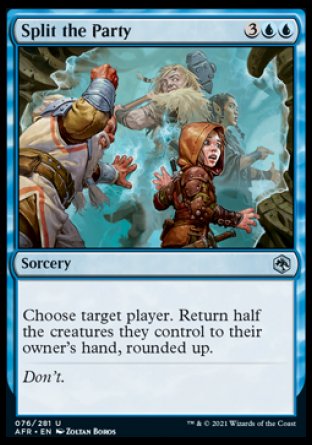 Split the Party 3
Sorcery
Choose target player. Return half
the creatures they control to their
owner's hand, rounded up.
Don't.
076/281 U
AFR • EN Zoltan Boros ™ & © 2021 Wizards of the Coast